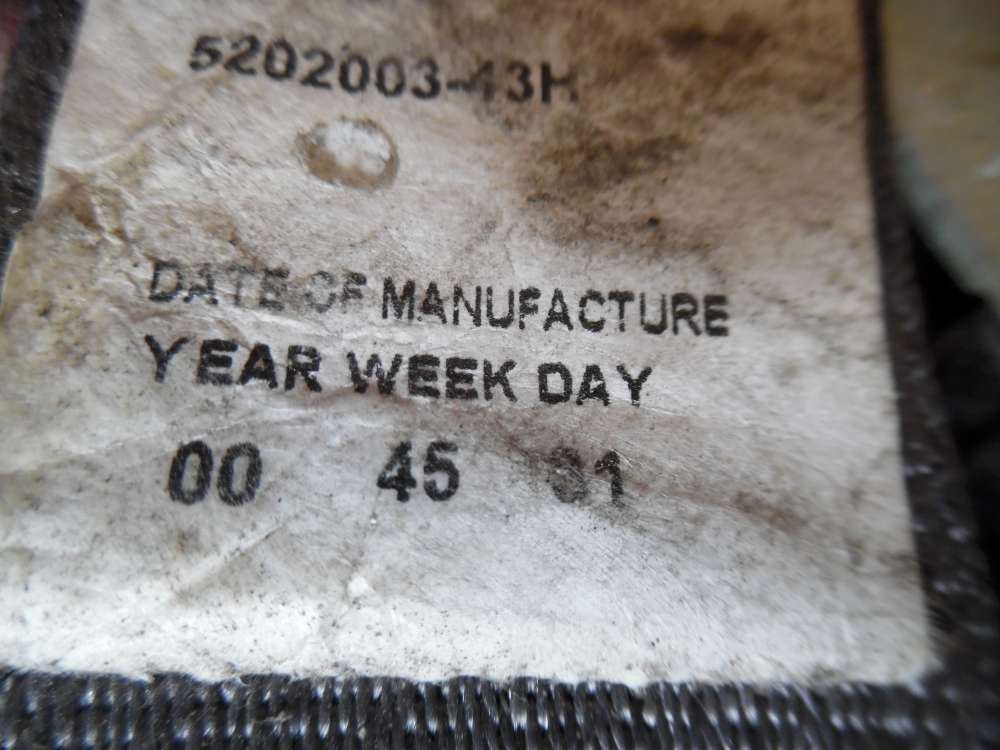 5202003-43H
DATE OF MANUFACTURE
YEAR WEEK DAY
00 45 01